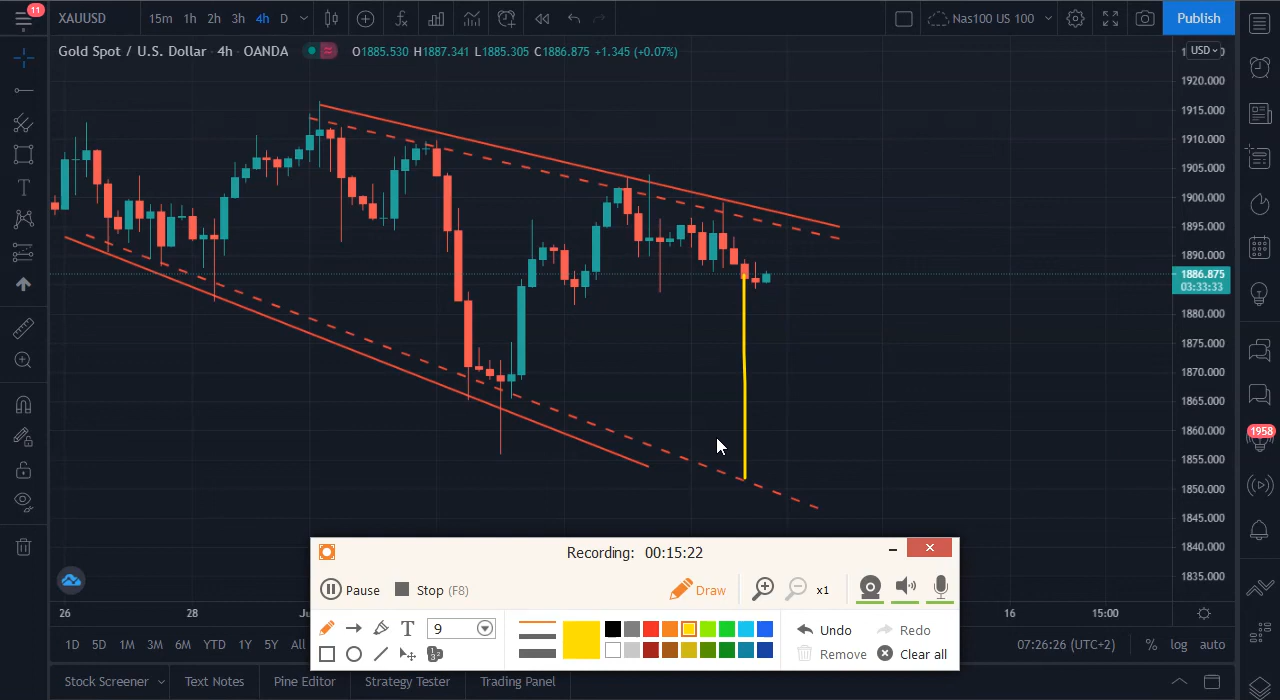 11
XAUUSD
15m 1h 2h 3h 4h D
Nas100 US 100
Publish
Gold Spot / U.S. Dollar · 4h · OANDA
O1885.530 H1887.341 L1885.305 C1886.875 +1.345 (+0.07%)
USD
1920.000
1915.000
1910.000
1905.000
1900.000
1895.000
1890.000
1886.875
03:33:33
1880.000
1875.000
1870.000
1865.000
1860.000
1855.000
1850.000
1845.000
1840.000
1835.000
1958
26
28
16
15:00
Recording: 00:15:22
Pause
Stop (F8)
Draw
x1
T
9
Undo
Redo
Remove
Clear all
1D 5D 1M 3M 6M YTD 1Y 5Y All
07:26:26 (UTC+2)
% log auto
Stock Screener
Text Notes
Pine Editor
Strategy Tester
Trading Panel